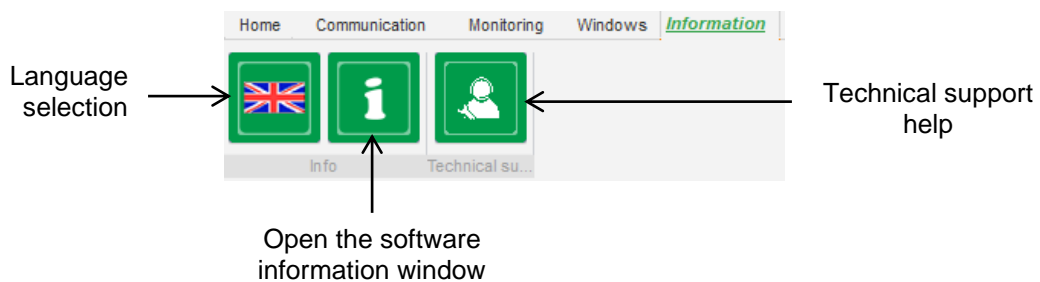 Home Communication Monitoring Windows Information
Language
selection
i
Technical support
help
Info Technical su...
Open the software
information window